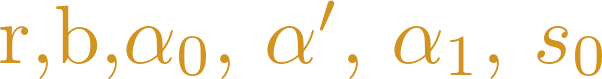 r,b,α₀, α′, α₁, s₀